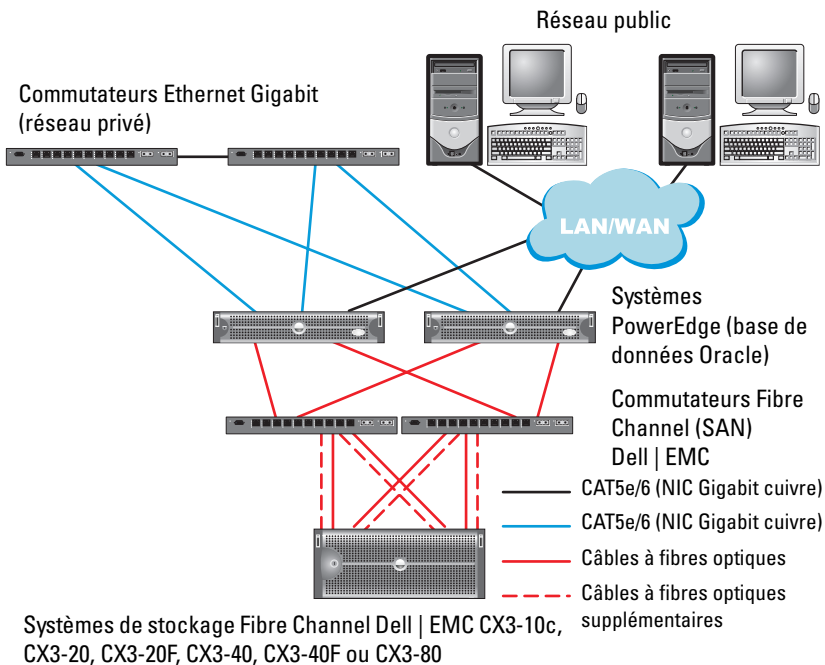 Réseau public
Commutateurs Ethernet Gigabit
(réseau privé)
LAN/WAN
Systèmes
PowerEdge (base de
données Oracle)
Commutateurs Fibre
Channel (SAN)
Dell | EMC
CAT5e/6 (NIC Gigabit cuivre)
CAT5e/6 (NIC Gigabit cuivre)
Câbles à fibres optiques
Câbles à fibres optiques
supplémentaires
Systèmes de stockage Fibre Channel Dell | EMC CX3-10c,
CX3-20, CX3-20F, CX3-40, CX3-40F ou CX3-80